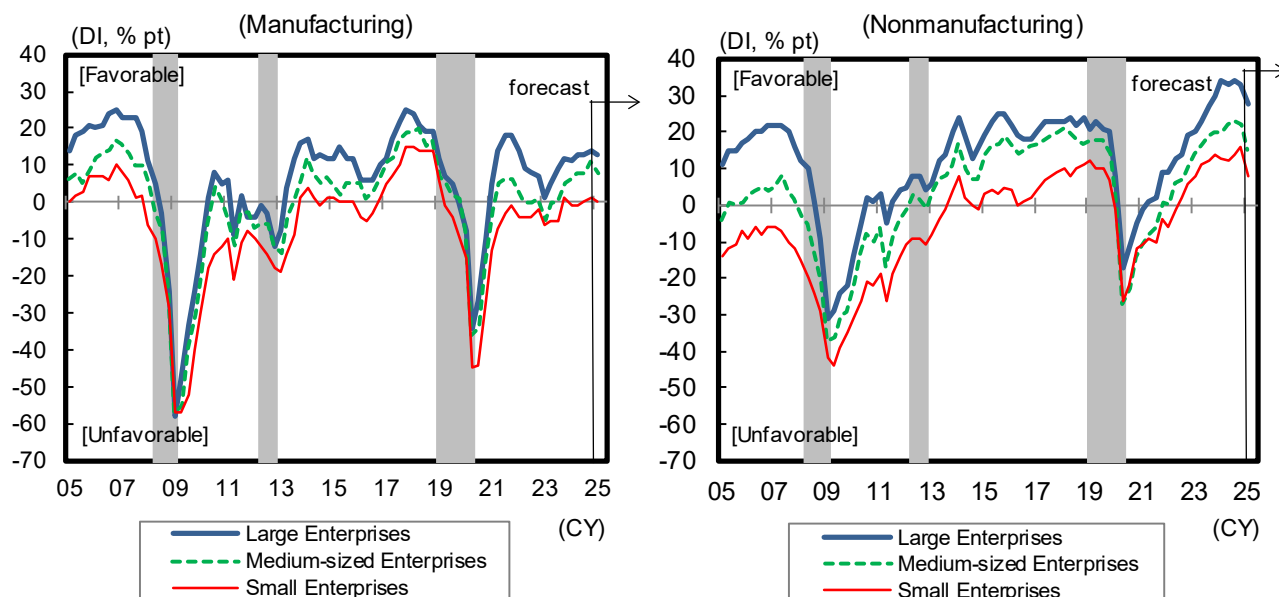 (Manufacturing)
(DI, % pt)
[Favorable]
forecast
40
30
20
10
0
-10
-20
-30
-40
-50
-60
-70
[Unfavorable]
05 07 09 11 13 15 17 19 21 23 25
(CY)
Large Enterprises
Medium-sized Enterprises
Small Enterprises
(Nonmanufacturing)
(DI, % pt)
[Favorable]
forecast
40
30
20
10
0
-10
-20
-30
-40
-50
-60
-70
[Unfavorable]
05 07 09 11 13 15 17 19 21 23 25
(CY)
Large Enterprises
Medium-sized Enterprises
Small Enterprises